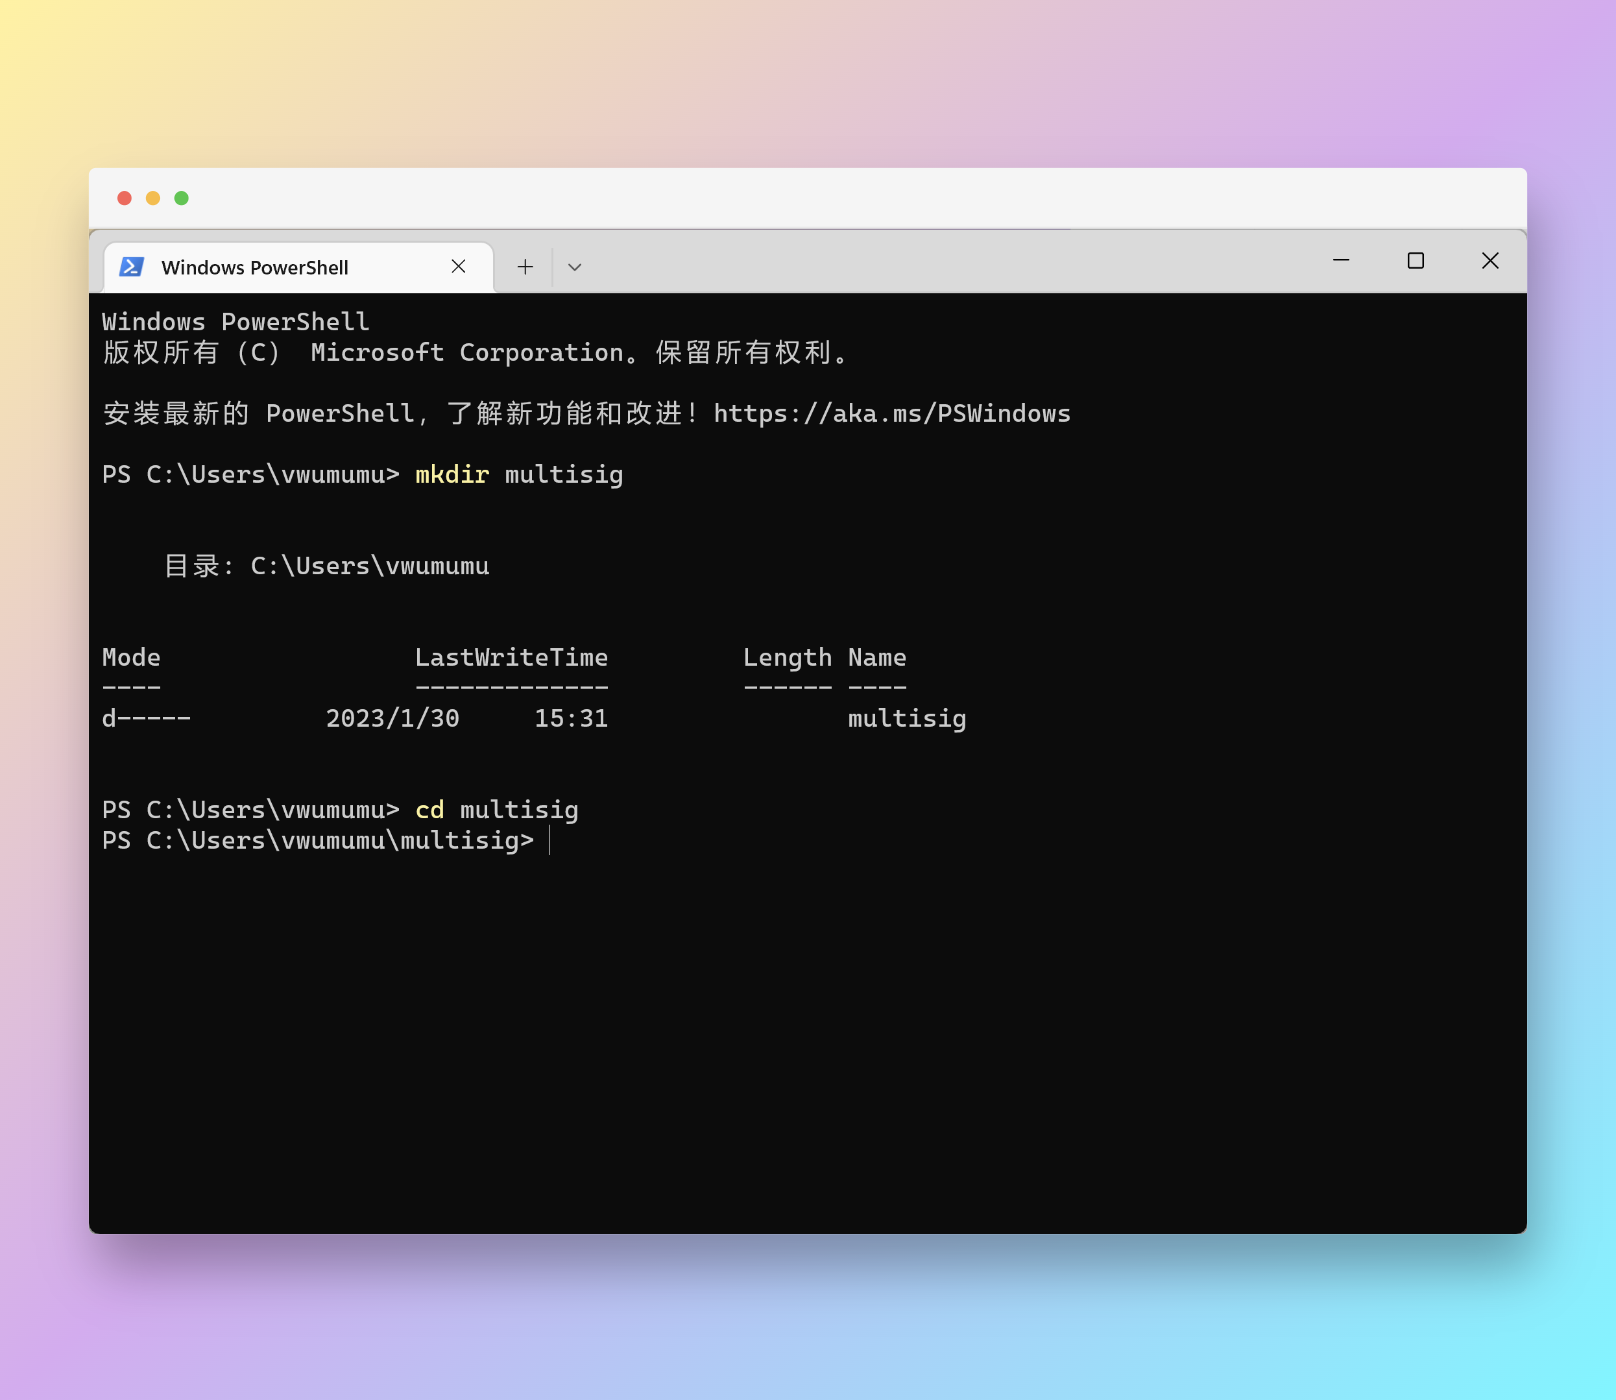 Windows PowerShell
Windows PowerShell
版权所有（C） Microsoft Corporation。保留所有权利。
安装最新的 PowerShell，了解新功能和改进！https://aka.ms/PSWindows
PS C:\Users\vwumumu> mkdir multisig
目录: C:\Users\vwumumu
Mode                 LastWriteTime         Length Name
----                 -------------         ------ ----
d-----         2023/1/30     15:31                multisig
PS C:\Users\vwumumu> cd multisig
PS C:\Users\vwumumu\multisig>